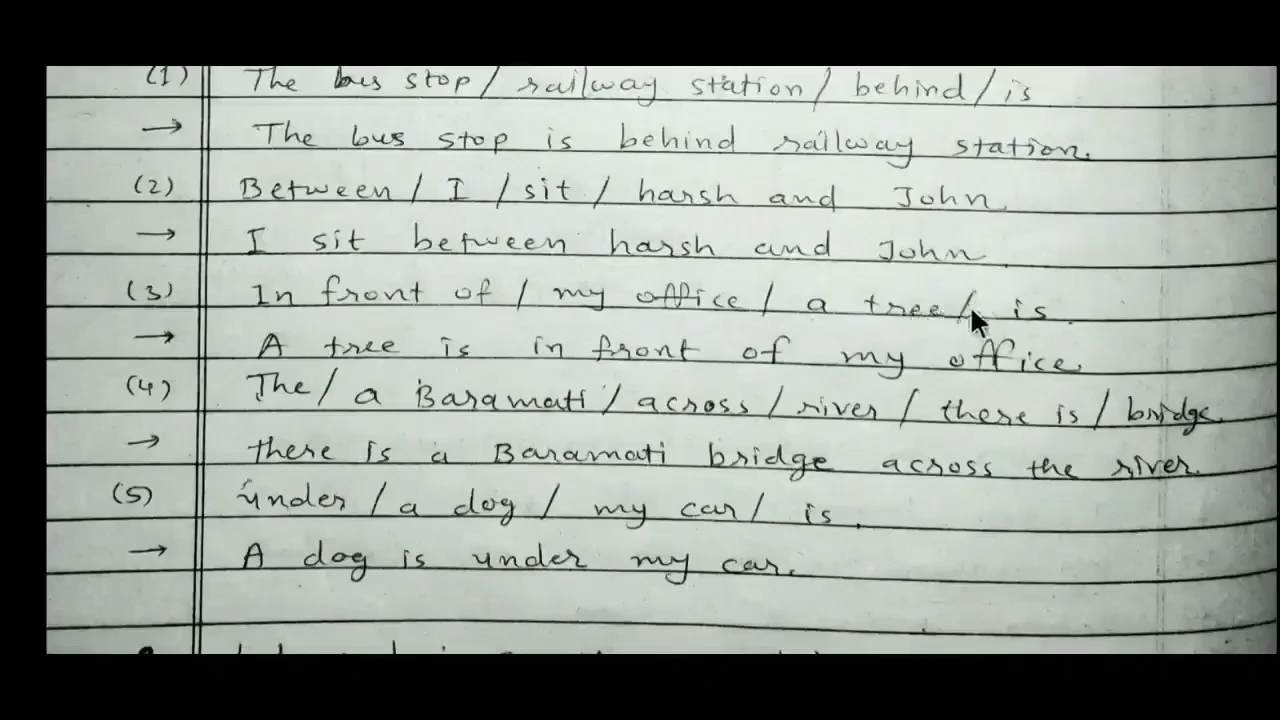 (1) The bus stop / railway station / behind / is
→ The bus stop is behind railway station.
(2) Between / I / sit / harsh and John.
→ I sit between harsh and John.
(3) In front of / my office / a tree / is.
→ A tree is in front of my office.
(4) The / a Baramati / across / river / there is / bridge.
→ there is a Baramati bridge across the river.
(5) under / a dog / my car / is.
→ A dog is under my car.